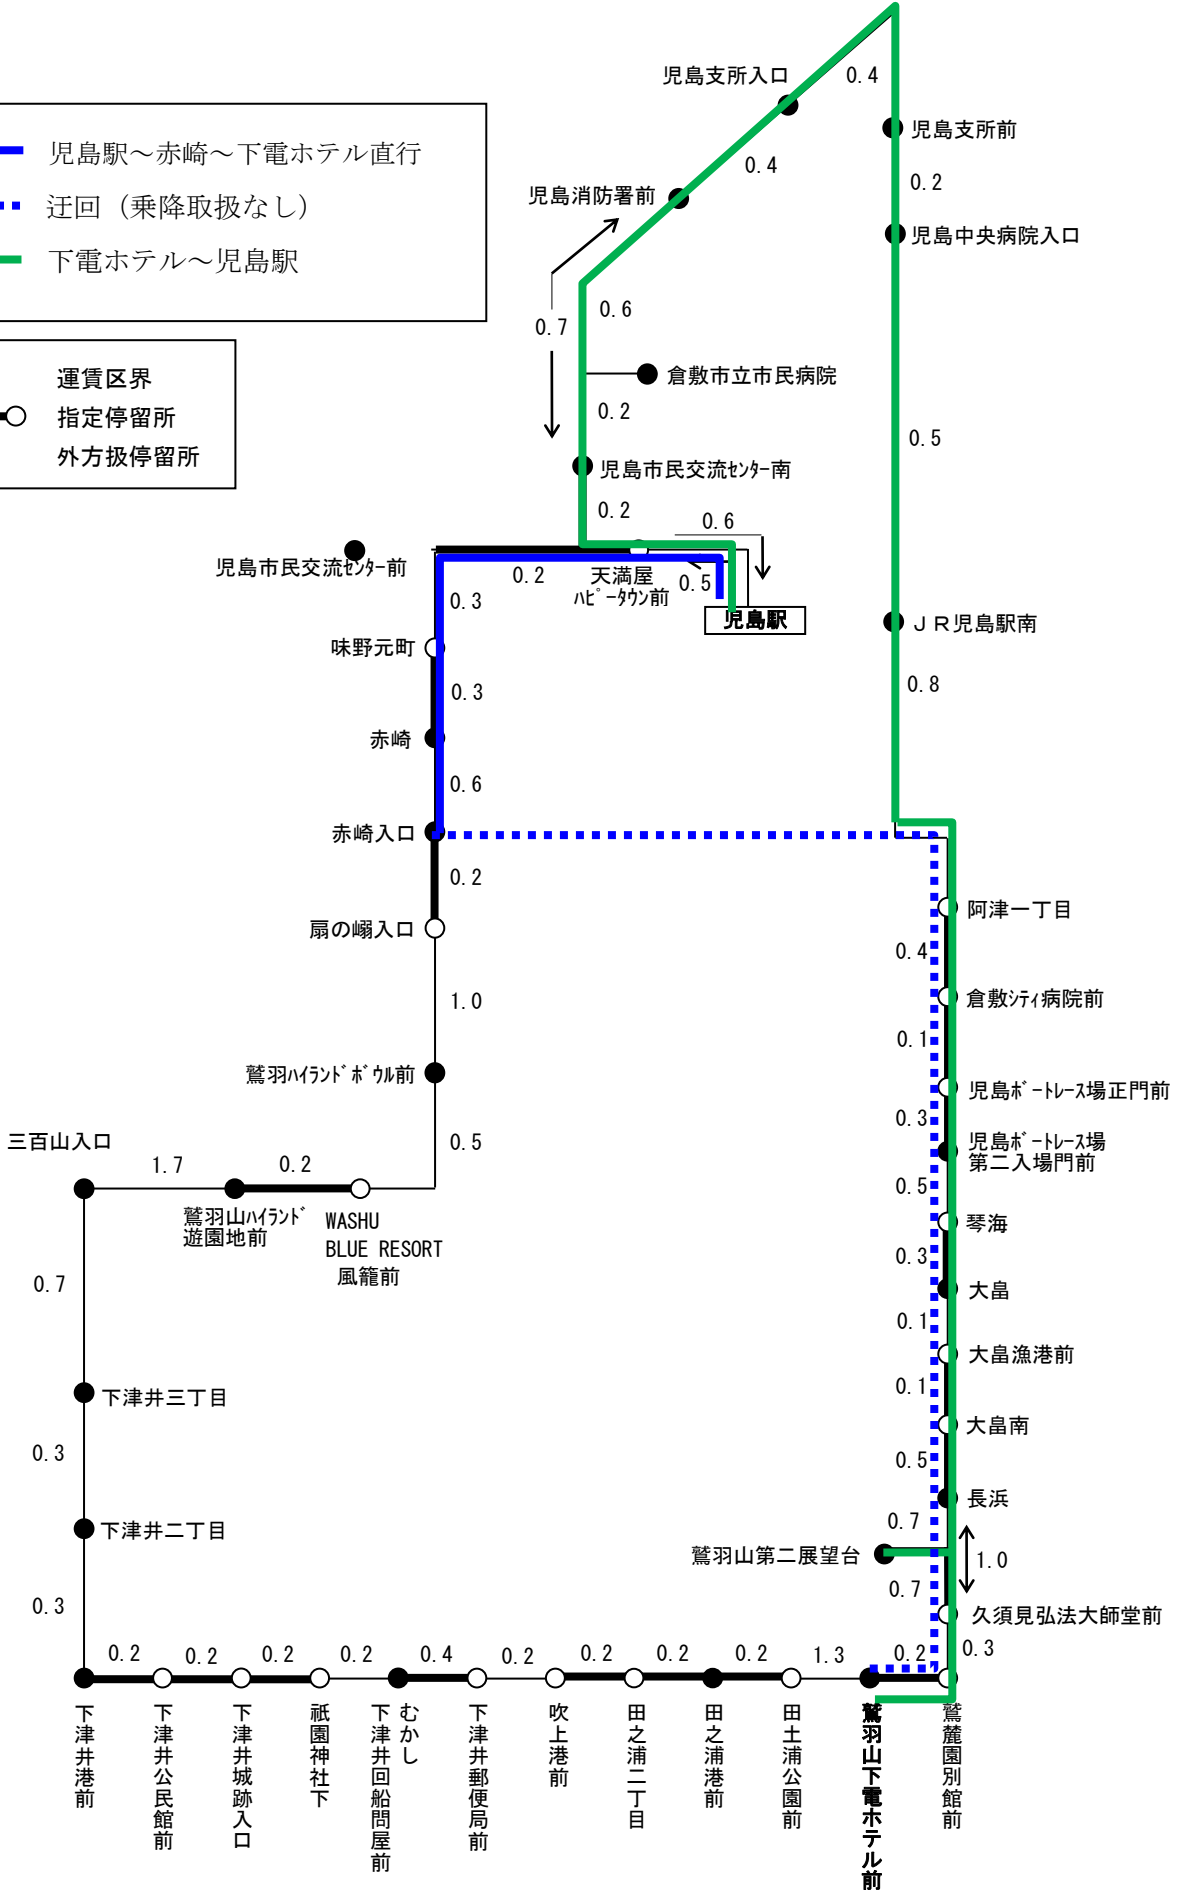 児島支所入口
0.4
児島支所前
0.4
0.2
児島消防署前
児島中央病院入口
児島駅～赤崎～下電ホテル直行
迂回（乗降取扱なし）
下電ホテル～児島駅
0.6
0.7
運賃区界
指定停留所
外方扱停留所
倉敷市立市民病院
0.2
0.5
児島市民交流ｾﾝﾀｰ南
0.2
0.6
児島市民交流ｾﾝﾀｰ前
0.2
天満屋
ﾊﾋﾟｰﾀｳﾝ前
0.5
0.3
児島駅
ＪＲ児島駅南
味野元町
0.3
0.8
赤崎
0.6
赤崎入口
0.2
扇の嵶入口
阿津一丁目
0.4
1.0
倉敷ｼﾃｨ病院前
0.1
鷲羽ﾊｲﾗﾝﾄﾞﾎﾞｳﾙ前
児島ﾎﾞｰﾄﾚｰｽ場正門前
0.3
三百山入口
0.5
児島ﾎﾞｰﾄﾚｰｽ場
第二入場門前
1.7
0.2
0.5
鷲羽山ﾊｲﾗﾝﾄﾞ
遊園地前
WASHU
BLUE RESORT
風籠前
琴海
0.3
0.7
大畠
0.1
大畠漁港前
0.1
下津井三丁目
大畠南
0.3
0.5
長浜
下津井二丁目
0.7
鷲羽山第二展望台
1.0
0.7
0.3
久須見弘法大師堂前
0.3
0.2
0.2
0.2
0.2
0.4
0.2
0.2
0.2
0.2
1.3
0.2
下津井港前
下津井公民館前
下津井城跡入口
祇園神社下
むかし
下津井回船問屋前
下津井郵便局前
吹上港前
田之浦二丁目
田之浦港前
田土浦公園前
鷲羽山下電ホテル前
鷲麓園別館前